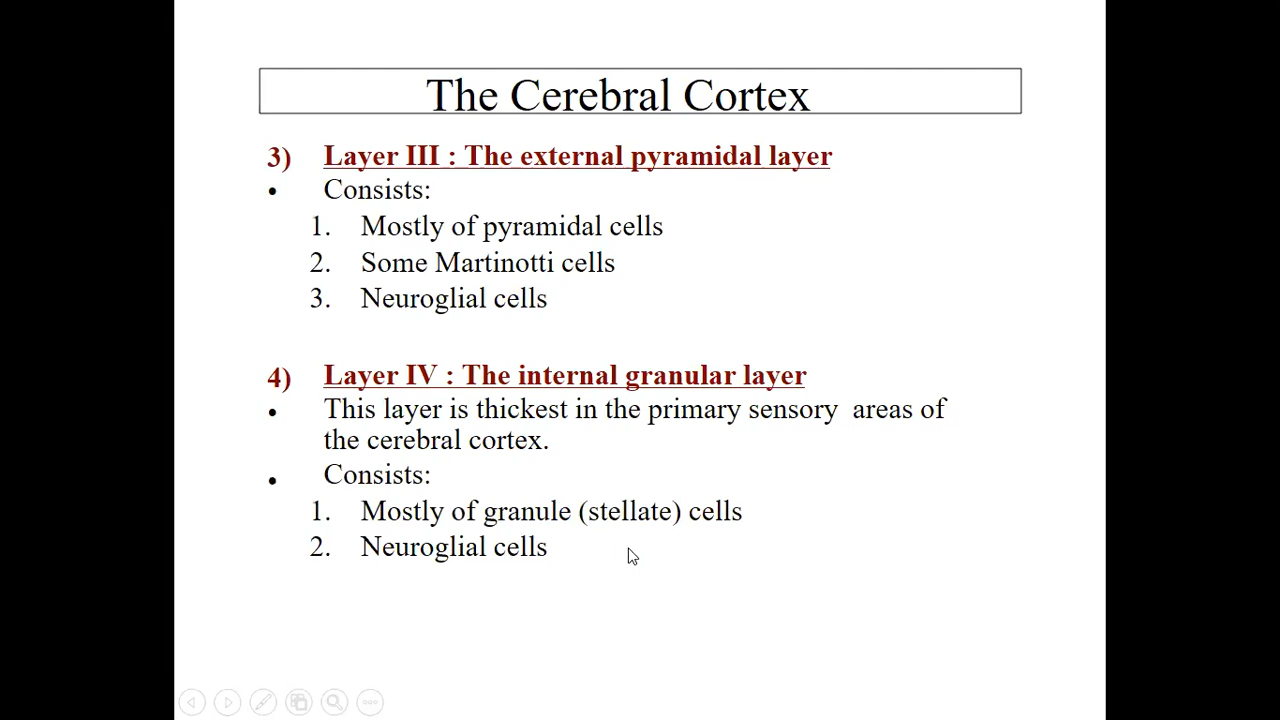 The Cerebral Cortex
3) Layer III : The external pyramidal layer
• Consists:
1. Mostly of pyramidal cells
2. Some Martinotti cells
3. Neuroglial cells
4) Layer IV : The internal granular layer
• This layer is thickest in the primary sensory areas of
the cerebral cortex.
• Consists:
1. Mostly of granule (stellate) cells
2. Neuroglial cells